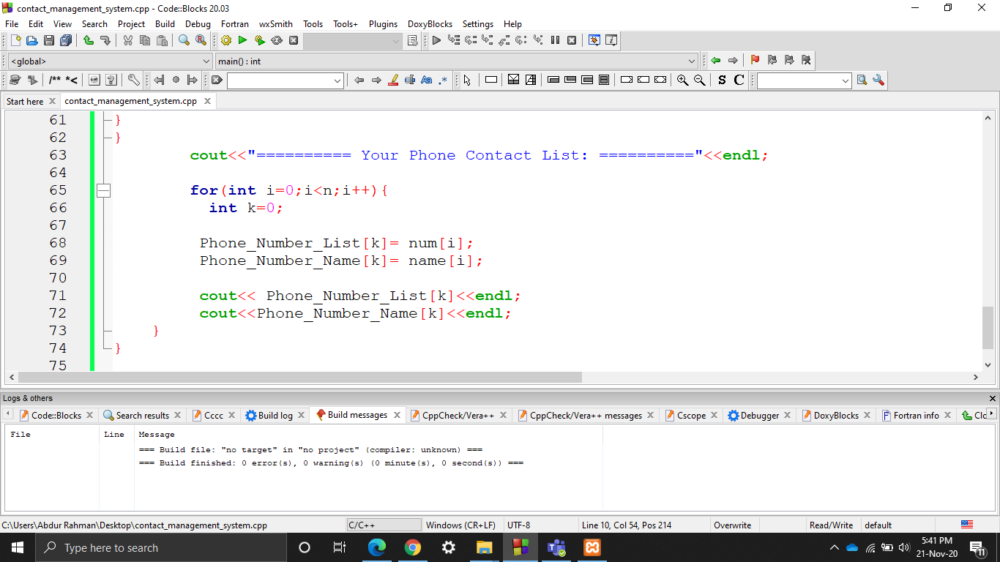 contact_management_system.cpp - Code::Blocks 20.03
File Edit View Search Project Build Debug Fortran wxSmith Tools Tools+ Plugins DoxyBlocks Settings Help
<global> main() : int
/** *< .* S C
Start here contact_management_system.cpp
61 }
62 }
63 cout<<"========== Your Phone Contact List: =========="<<endl;
64
65 for(int i=0;i<n;i++){
66 int k=0;
67
68 Phone_Number_List[k]= num[i];
69 Phone_Number_Name[k]= name[i];
70
71 cout<< Phone_Number_List[k]<<endl;
72 cout<<Phone_Number_Name[k]<<endl;
73 }
74 }
75
Logs & others
Code::Blocks Search results Cccc Build log Build messages CppCheck/Vera++ CppCheck/Vera++ messages Cscope Debugger DoxyBlocks Fortran info Clo
File Line Message
=== Build file: "no target" in "no project" (compiler: unknown) ===
=== Build finished: 0 error(s), 0 warning(s) (0 minute(s), 0 second(s)) ===
C:\Users\Abdur Rahman\Desktop\contact_management_system.cpp C/C++ Windows (CR+LF) UTF-8 Line 10, Col 54, Pos 214 Overwrite Read/Write default
Type here to search
5:41 PM
21-Nov-20
11